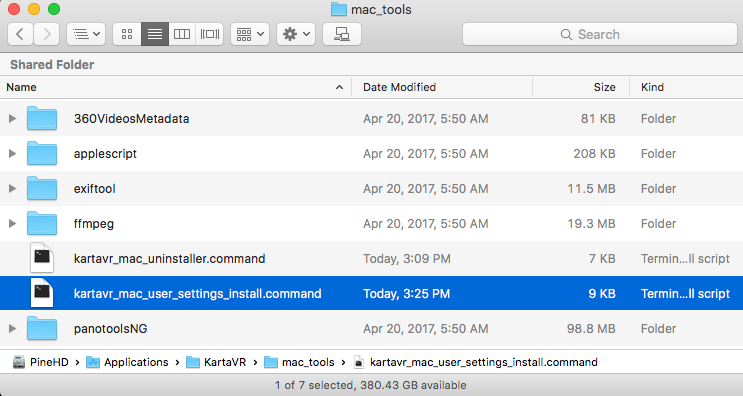 mac_tools
Search
Shared Folder
Name Date Modified Size Kind
360VideosMetadata Apr 20, 2017, 5:50 AM 81 KB Folder
applescript Apr 20, 2017, 5:50 AM 208 KB Folder
exiftool Apr 20, 2017, 5:50 AM 11.5 MB Folder
ffmpeg Apr 20, 2017, 5:50 AM 19.3 MB Folder
kartavr_mac_uninstaller.command Today, 3:09 PM 7 KB Termin...ll script
kartavr_mac_user_settings_install.command Today, 3:25 PM 9 KB Termin...ll script
panotoolsNG Apr 20, 2017, 5:50 AM 98.8 MB Folder
PineHD Applications KartaVR mac_tools kartavr_mac_user_settings_install.command
1 of 7 selected, 380.43 GB available